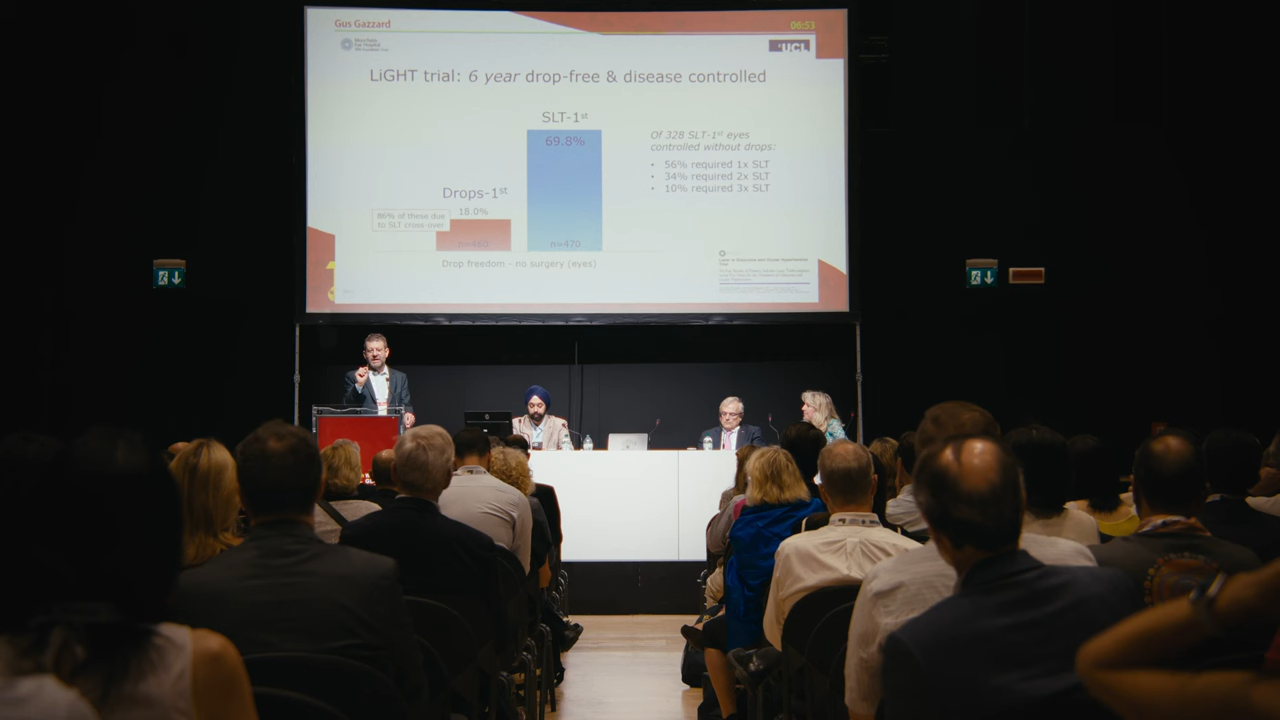 Gus Gazzard
06:53
UCL
LiGHT trial: 6 year drop-free & disease controlled
SLT-1st
69.8%
Drops-1st
18.0%
86% of these due
to SLT cross-over
n=460
n=470
Drop freedom - no surgery (eyes)
Of 328 SLT-1st eyes
controlled without drops:
• 56% required 1x SLT
• 34% required 2x SLT
• 10% required 3x SLT